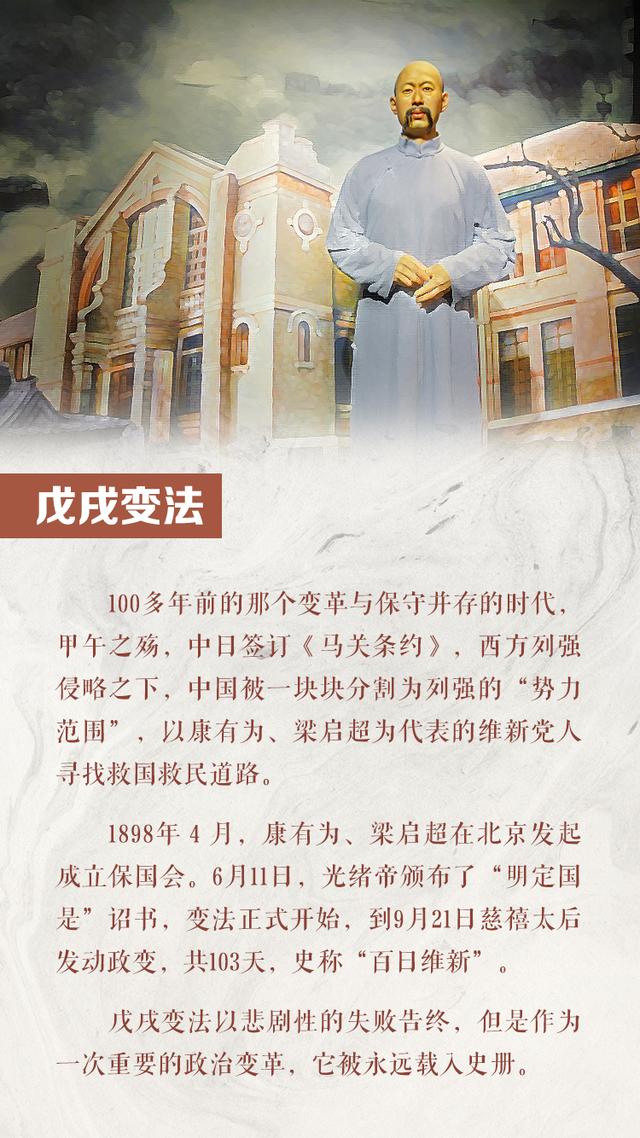 戊戌变法
100多年前的那个变革与保守并存的时代，
甲午之殇，中日签订《马关条约》，西方列强
侵略之下，中国被一块块分割为列强的“势力
范围”，以康有为、梁启超为代表的维新党人
寻找救国救民道路。
1898年 4 月，康有为、梁启超在北京发起
成立保国会。6月11日，光绪帝颁布了“明定国
是”诏书，变法正式开始，到9月21日慈禧太后
发动政变，共103天，史称“百日维新”。
戊戌变法以悲剧性的失败告终，但是作为
一次重要的政治变革，它被永远载入史册。